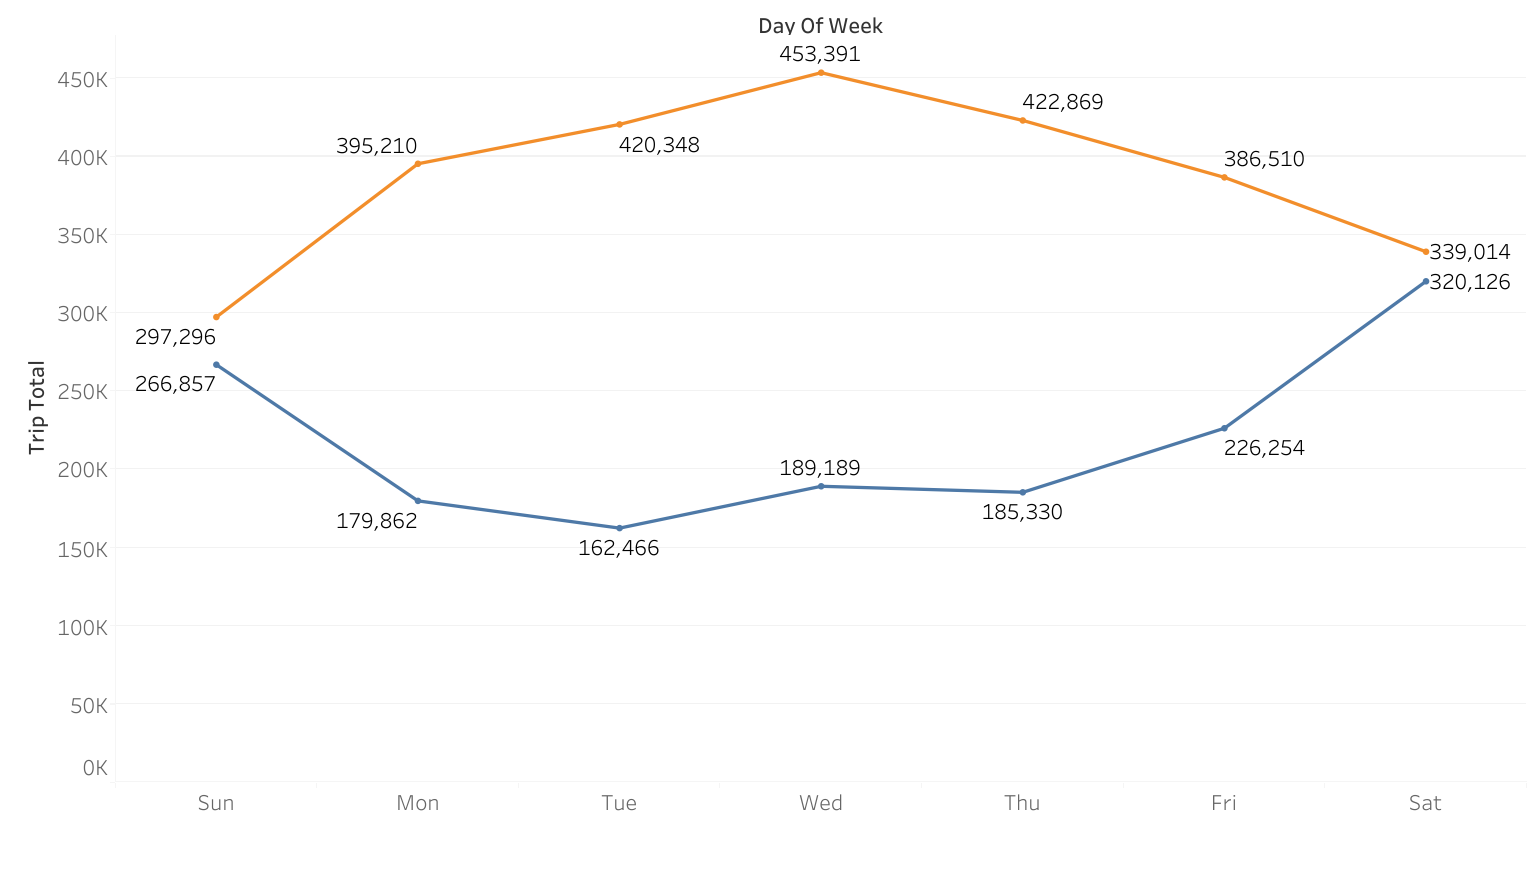 Day Of Week
453,391
450K
422,869
395,210
420,348
400K
386,510
350K
339,014
320,126
300K
297,296
266,857
250K
Trip Total
226,254
200K
189,189
185,330
179,862
162,466
150K
100K
50K
0K
Sun Mon Tue Wed Thu Fri Sat